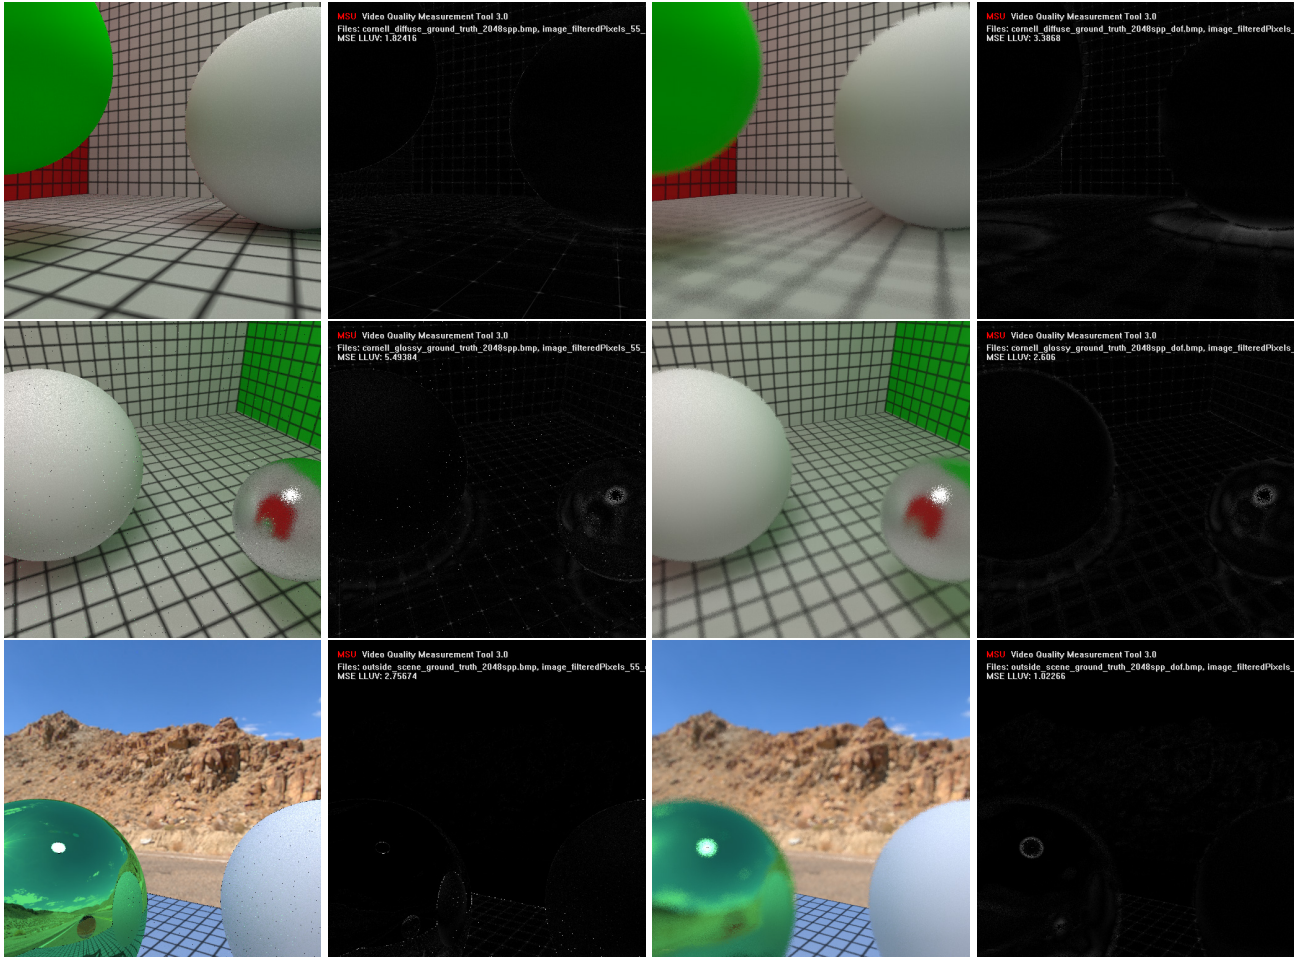 MSU Video Quality Measurement Tool 3.0
Files: cornell_diffuse_ground_truth_2048spp.bmp, image_filteredPixels_55_
MSE LLUV: 1.82416
MSU Video Quality Measurement Tool 3.0
Files: cornell_diffuse_ground_truth_2048spp_dof.bmp, image_filteredPixels_
MSE LLUV: 3.3868
MSU Video Quality Measurement Tool 3.0
Files: cornell_glossy_ground_truth_2048spp.bmp, image_filteredPixels_55_
MSE LLUV: 5.49384
MSU Video Quality Measurement Tool 3.0
Files: cornell_glossy_ground_truth_2048spp_dof.bmp, image_filteredPixels_
MSE LLUV: 2.606
MSU Video Quality Measurement Tool 3.0
Files: outside_scene_ground_truth_2048spp.bmp, image_filteredPixels_55_
MSE LLUV: 2.75674
MSU Video Quality Measurement Tool 3.0
Files: outside_scene_ground_truth_2048spp_dof.bmp, image_filteredPixels_
MSE LLUV: 1.02266